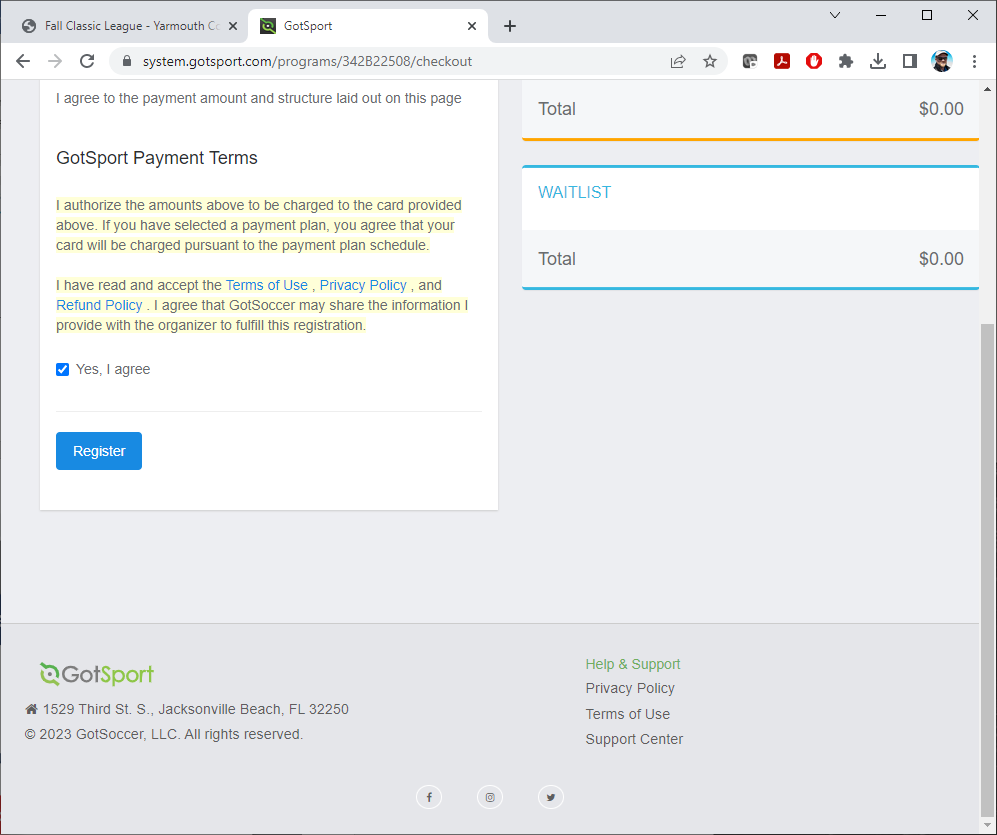 Fall Classic League - Yarmouth Co
GotSport
system.gotsport.com/programs/342B22508/checkout
I agree to the payment amount and structure laid out on this page
GotSport Payment Terms
I authorize the amounts above to be charged to the card provided
above. If you have selected a payment plan, you agree that your
card will be charged pursuant to the payment plan schedule.
I have read and accept the Terms of Use , Privacy Policy , and
Refund Policy . I agree that GotSoccer may share the information I
provide with the organizer to fulfill this registration.
Yes, I agree
Register
Total $0.00
WAITLIST
Total $0.00
GotSport
1529 Third St. S., Jacksonville Beach, FL 32250
© 2023 GotSoccer, LLC. All rights reserved.
Help & Support
Privacy Policy
Terms of Use
Support Center